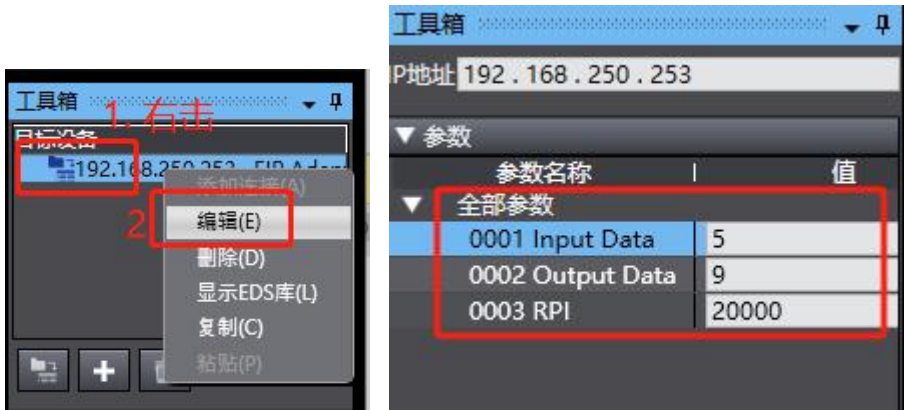 工具箱
1. 右击
目标设备
192.168.250.253 EIP Adapt
添加连接(A)
2
编辑(E)
删除(D)
显示EDS库(L)
复制(C)
粘贴(P)
工具箱
IP地址 192 . 168 . 250 . 253
参数
参数名称 值
全部参数
0001 Input Data 5
0002 Output Data 9
0003 RPI 20000